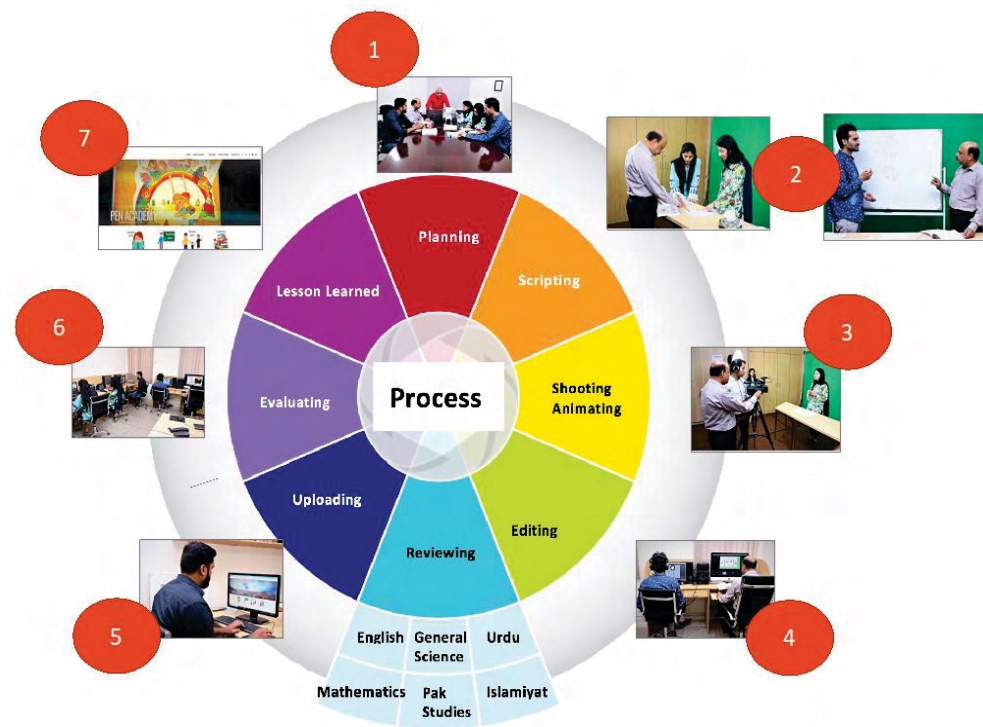 1
7
PEN ACADEMY
2
Planning
Lesson Learned
Scripting
6
3
Evaluating
Process
Shooting
Animating
Uploading
Editing
Reviewing
5
4
English
General
Science
Urdu
Mathematics
Pak
Studies
Islamiyat